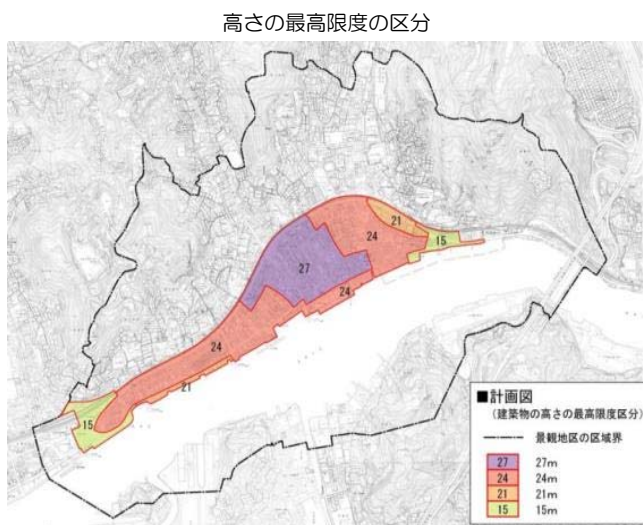 高さの最高限度の区分
21
24
15
27
24
24
21
15
■計画図
（建築物の高さの最高限度区分）
景観地区の区域界
27 27m
24 24m
21 21m
15 15m